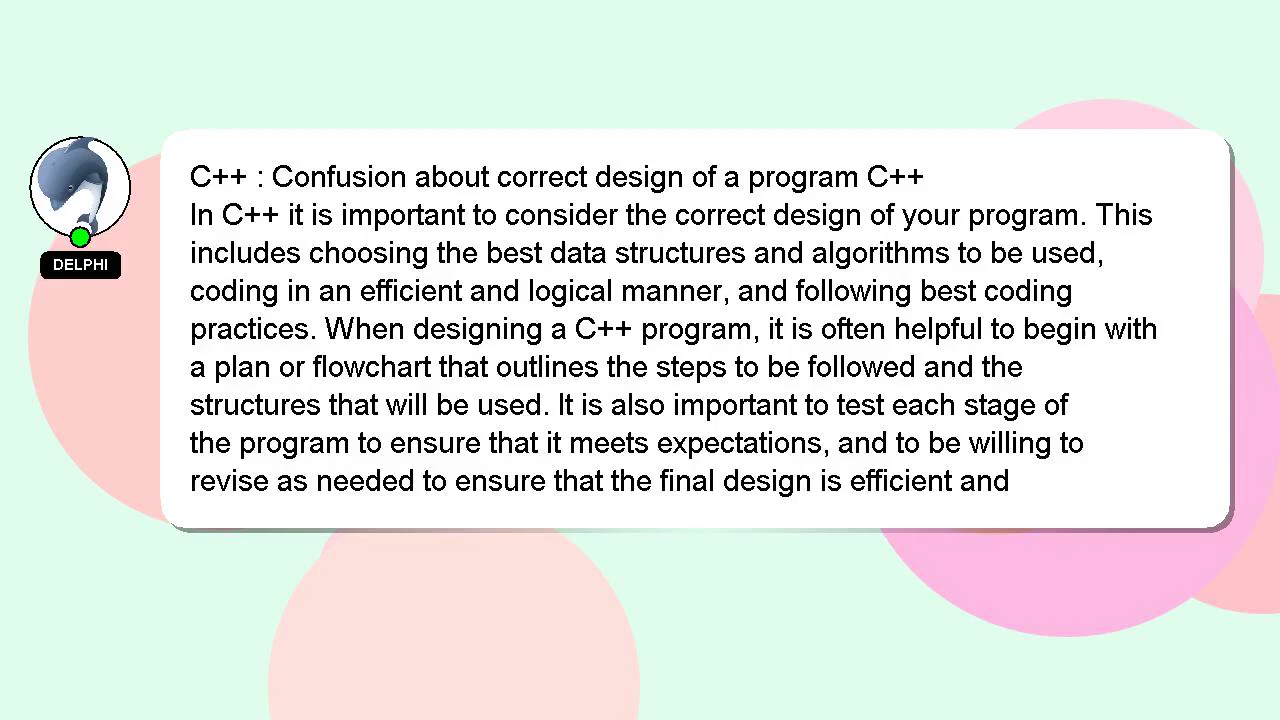 C++ : Confusion about correct design of a program C++
In C++ it is important to consider the correct design of your program. This
includes choosing the best data structures and algorithms to be used,
coding in an efficient and logical manner, and following best coding
practices. When designing a C++ program, it is often helpful to begin with
a plan or flowchart that outlines the steps to be followed and the
structures that will be used. It is also important to test each stage of
the program to ensure that it meets expectations, and to be willing to
revise as needed to ensure that the final design is efficient and
DELPHI